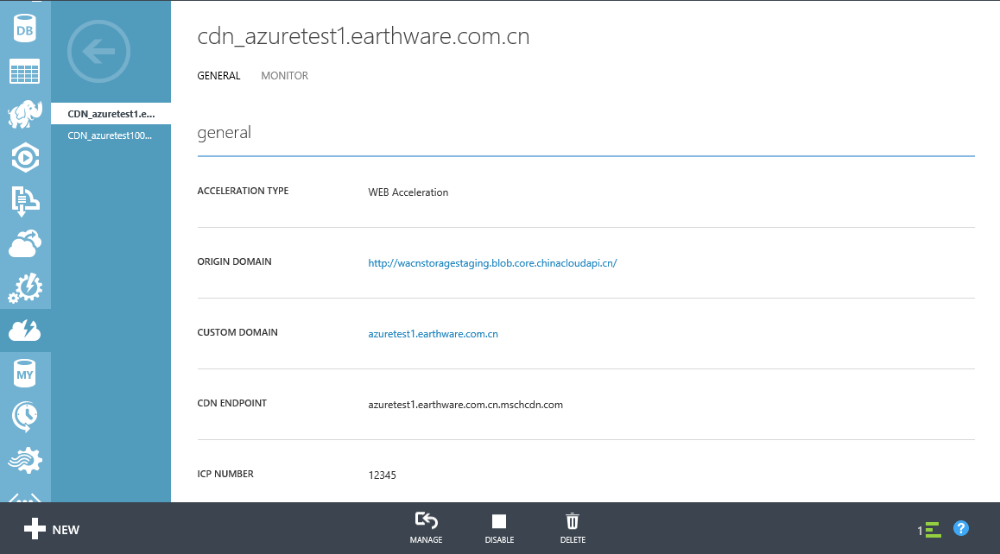 DB
CDN_azuretest1.e...
CDN_azuretest100...
MY
cdn_azuretest1.earthware.com.cn
GENERAL MONITOR
general
ACCELERATION TYPE WEB Acceleration
ORIGIN DOMAIN http://wacnstoragestaging.blob.core.chinacloudapi.cn/
CUSTOM DOMAIN azuretest1.earthware.com.cn
CDN ENDPOINT azuretest1.earthware.com.cn.mschcdn.com
ICP NUMBER 12345
NEW
MANAGE DISABLE DELETE
1 ?